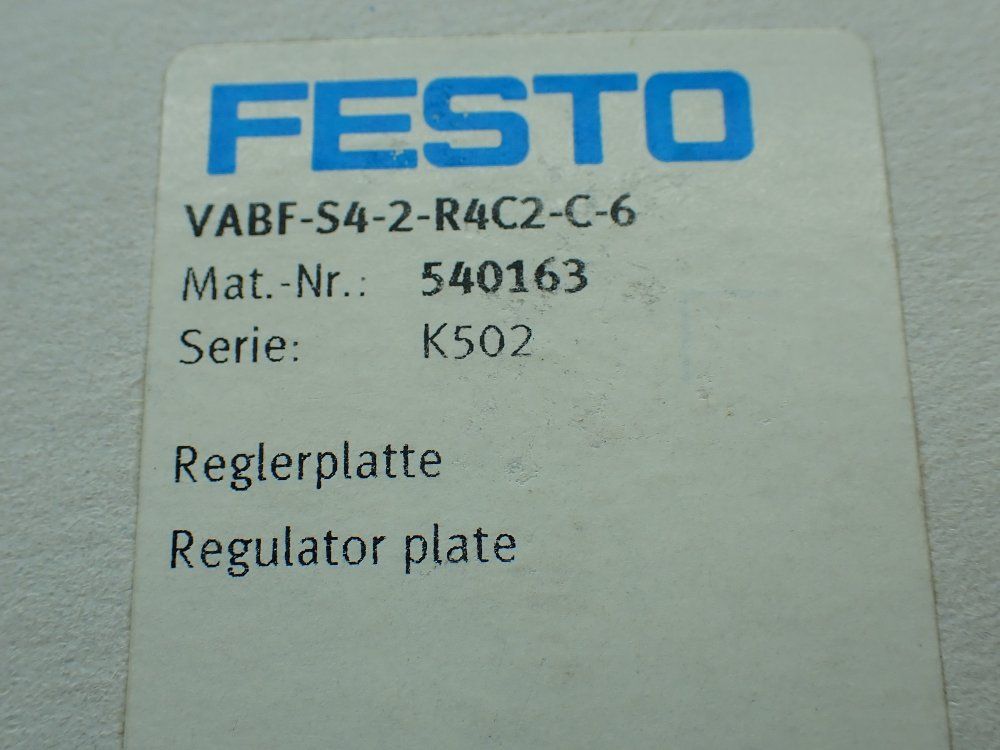 FESTO
VABF-S4-2-R4C2-C-6
Mat.-Nr.: 540163
Serie: K502
Reglerplatte
Regulator plate